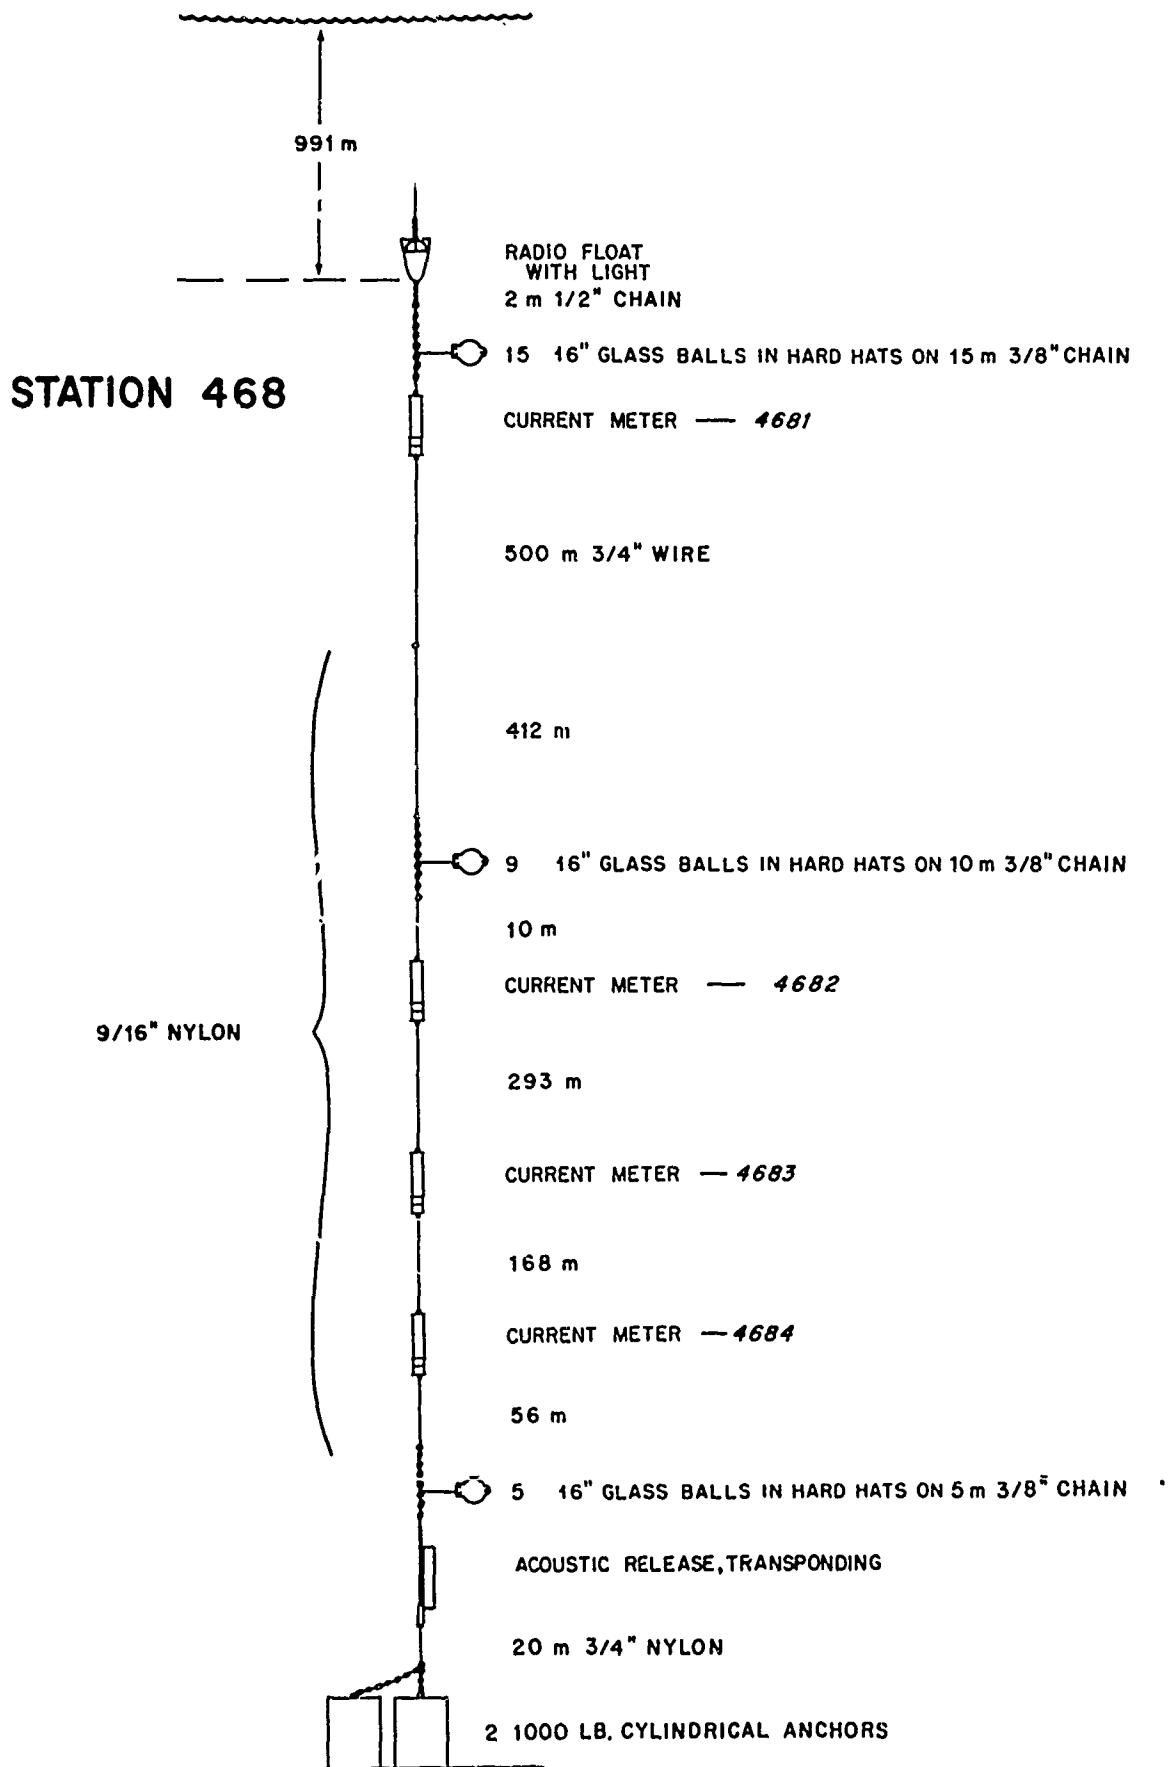 991 m
RADIO FLOAT
WITH LIGHT
2 m 1/2" CHAIN
15 16" GLASS BALLS IN HARD HATS ON 15 m 3/8" CHAIN
STATION 468
CURRENT METER — 4681
500 m 3/4" WIRE
412 m
9 16" GLASS BALLS IN HARD HATS ON 10 m 3/8" CHAIN
10 m
CURRENT METER — 4682
9/16" NYLON
293 m
CURRENT METER — 4683
168 m
CURRENT METER — 4684
56 m
5 16" GLASS BALLS IN HARD HATS ON 5 m 3/8" CHAIN
ACOUSTIC RELEASE, TRANSPONDING
20 m 3/4" NYLON
2 1000 LB. CYLINDRICAL ANCHORS